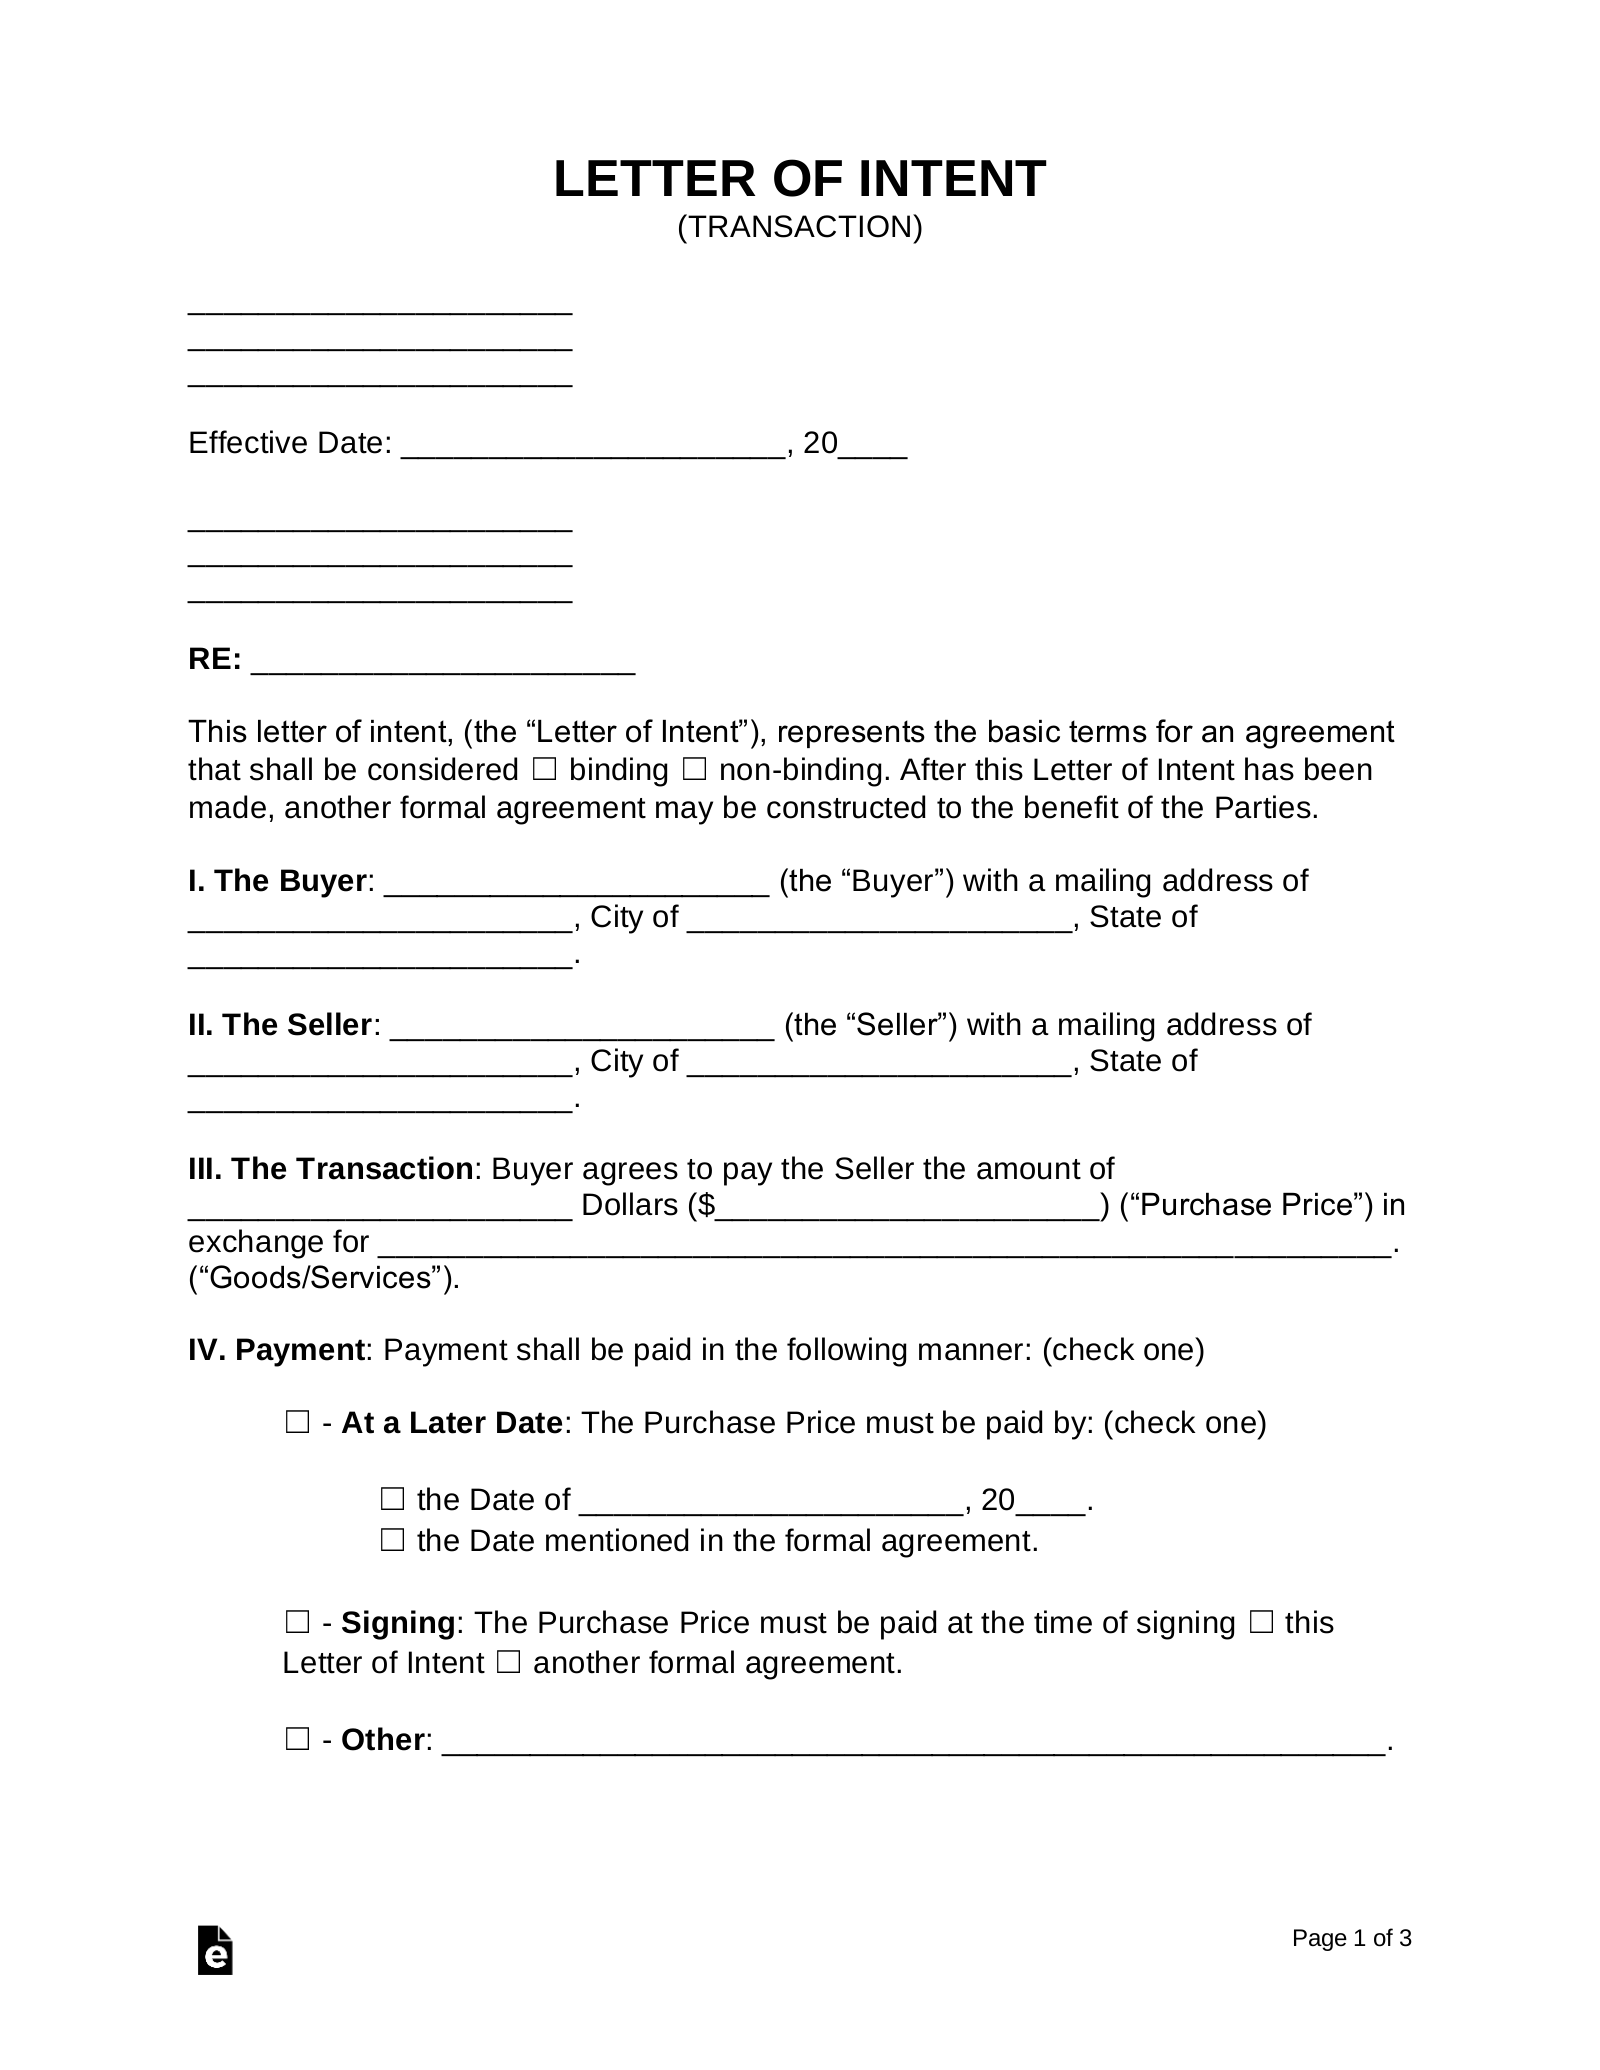 LETTER OF INTENT
(TRANSACTION)
______________________
______________________
______________________
Effective Date: ______________________, 20____
______________________
______________________
______________________
RE: ______________________
This letter of intent, (the “Letter of Intent”), represents the basic terms for an agreement
that shall be considered ☐ binding ☐ non-binding. After this Letter of Intent has been
made, another formal agreement may be constructed to the benefit of the Parties.
I. The Buyer: ______________________ (the “Buyer”) with a mailing address of
______________________, City of ______________________, State of
______________________.
II. The Seller: ______________________ (the “Seller”) with a mailing address of
______________________, City of ______________________, State of
______________________.
III. The Transaction: Buyer agrees to pay the Seller the amount of
______________________ Dollars ($______________________) (“Purchase Price”) in
exchange for __________________________________________________________.
(“Goods/Services”).
IV. Payment: Payment shall be paid in the following manner: (check one)
☐ - At a Later Date: The Purchase Price must be paid by: (check one)
☐ the Date of ______________________, 20____.
☐ the Date mentioned in the formal agreement.
☐ - Signing: The Purchase Price must be paid at the time of signing ☐ this
Letter of Intent ☐ another formal agreement.
☐ - Other: ______________________________________________________.
e
Page 1 of 3